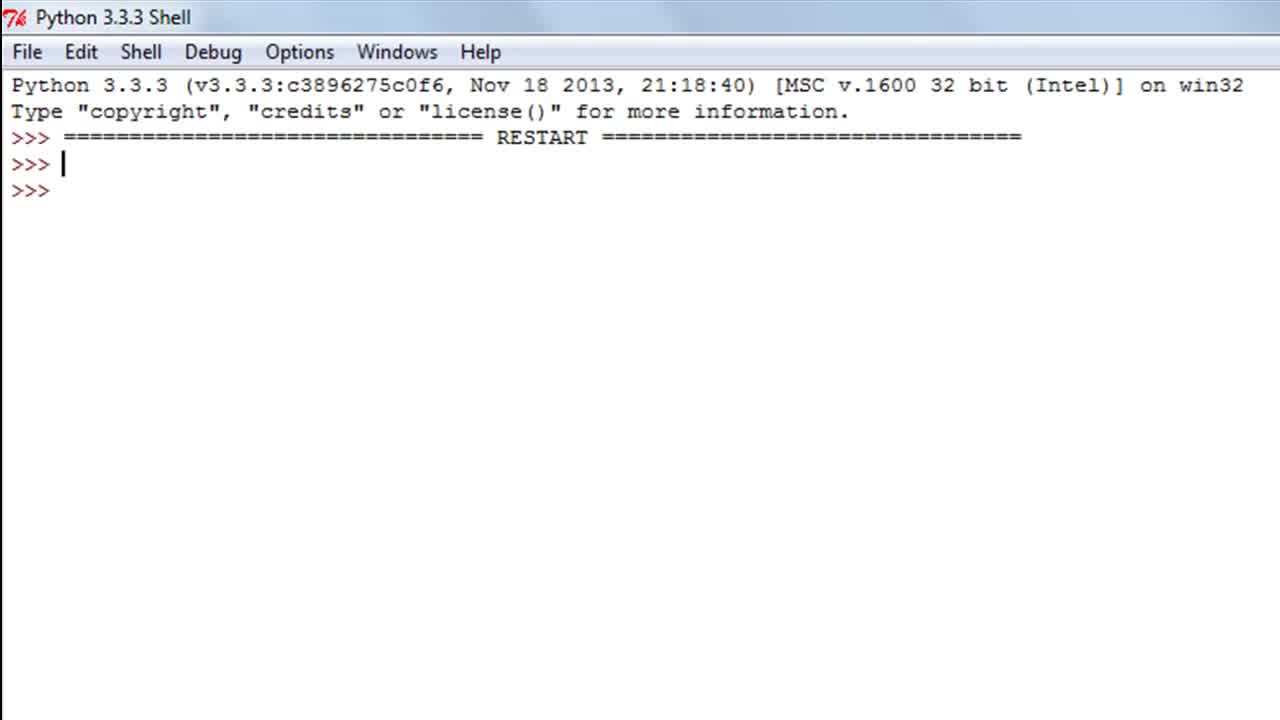 Python 3.3.3 Shell
File Edit Shell Debug Options Windows Help
Python 3.3.3 (v3.3.3:c3896275c0f6, Nov 18 2013, 21:18:40) [MSC v.1600 32 bit (Intel)] on win32
Type "copyright", "credits" or "license()" for more information.
>>> ================================ RESTART ================================
>>>
>>>